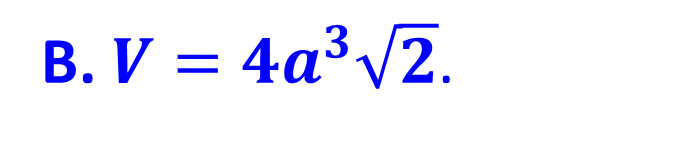 B. V = 4a³√2.